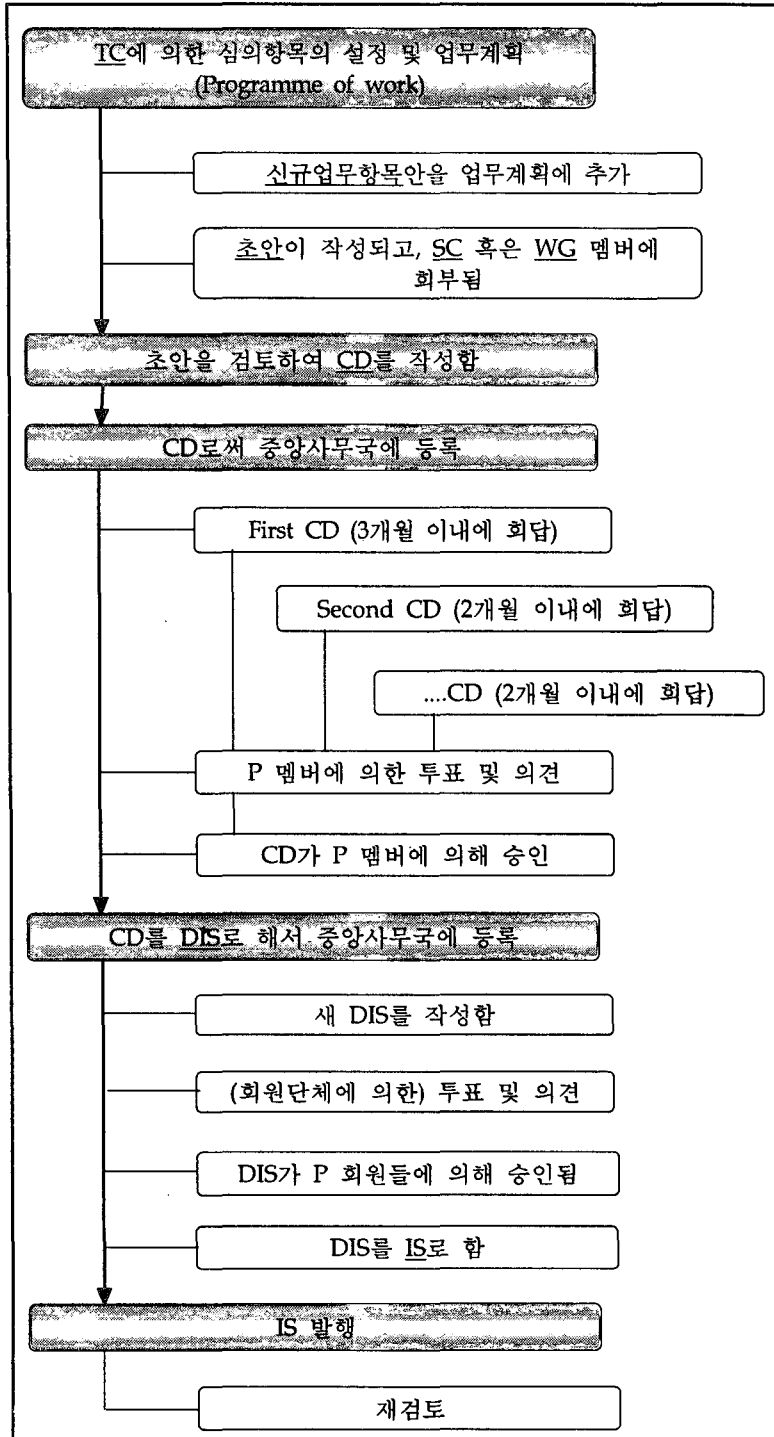 TC에 의한 심의항목의 설정 및 업무계획
(Programme of work)
신규업무항목안을 업무계획에 추가
초안이 작성되고, SC 혹은 WG 멤버에
회부됨
초안을 검토하여 CD를 작성함
CD로써 중앙사무국에 등록
First CD (3개월 이내에 회답)
Second CD (2개월 이내에 회답)
....CD (2개월 이내에 회답)
P 멤버에 의한 투표 및 의견
CD가 P 멤버에 의해 승인
CD를 DIS로 해서 중앙사무국에 등록
새 DIS를 작성함
(회원단체에 의한) 투표 및 의견
DIS가 P 회원들에 의해 승인됨
DIS를 IS로 함
IS 발행
재검토